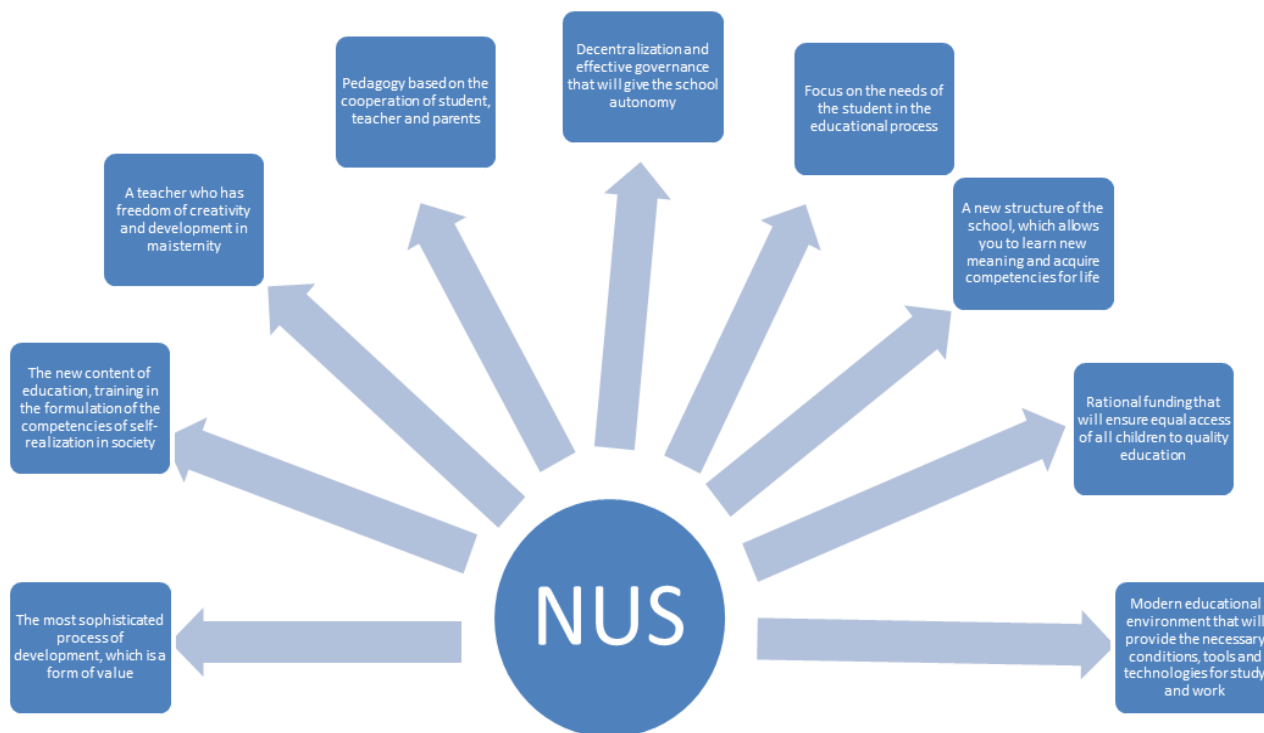 Decentralization and
effective governance
that will give the school
autonomy
Pedagogy based on the
cooperation of student,
teacher and parents
Focus on the needs of
the student in the
educational process
A teacher who has
freedom of creativity
and development in
maisternity
A new structure of the
school, which allows
you to learn new
meaning and acquire
competencies for life
The new content of
education, training in
the formulation of the
competencies of self-
realization in society
Rational funding that
will ensure equal access
of all children to quality
education
The most sophisticated
process of
development, which is a
form of value
NUS
Modern educational
environment that will
provide the necessary
conditions, tools and
technologies for study
and work